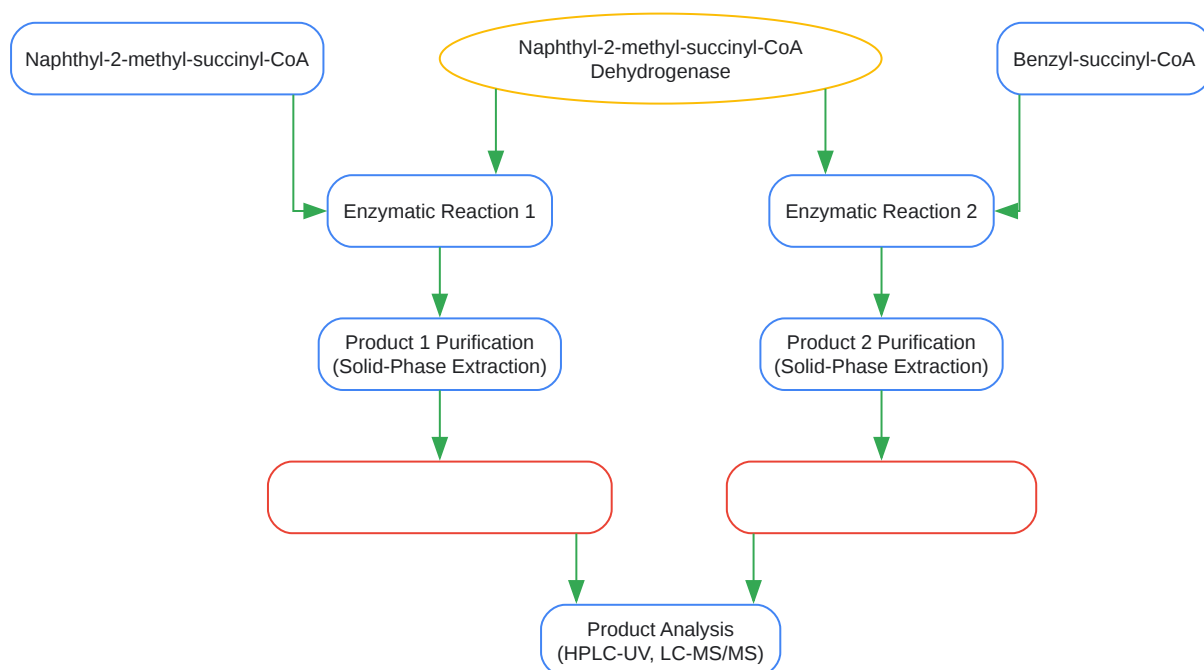 Naphthyl-2-methyl-succinyl-CoA
Naphthyl-2-methyl-succinyl-CoA
Dehydrogenase
Benzyl-succinyl-CoA
Enzymatic Reaction 1
Enzymatic Reaction 2
Product 1 Purification
(Solid-Phase Extraction)
Product 2 Purification
(Solid-Phase Extraction)
Product Analysis
(HPLC-UV, LC-MS/MS)